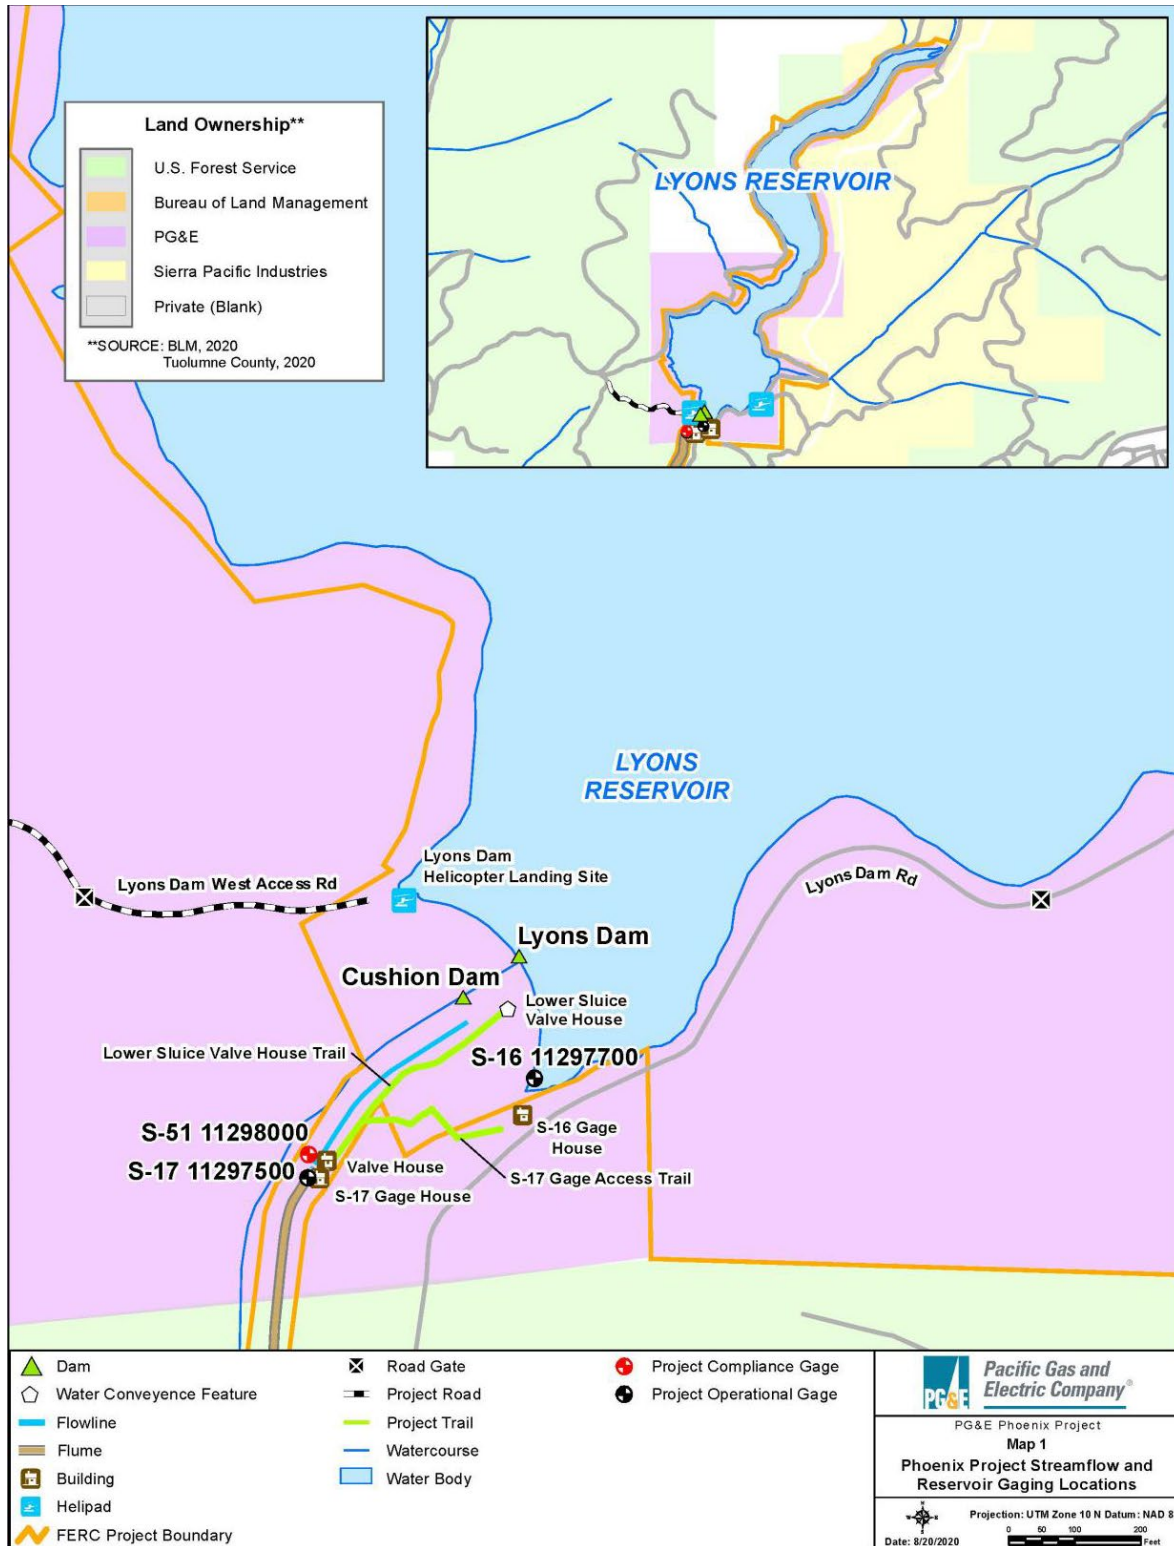 Land Ownership**
U.S. Forest Service
Bureau of Land Management
PG&E
Sierra Pacific Industries
Private (Blank)
**SOURCE: BLM, 2020
Tuolumne County, 2020
LYONS RESERVOIR
LYONS
RESERVOIR
Lyons Dam
Helicopter Landing Site
Lyons Dam West Access Rd
Lyons Dam Rd
Lyons Dam
Cushion Dam
Lower Sluice
Valve House
Lower Sluice Valve House Trail
S-16 11297700
S-51 11298000
S-16 Gage
House
Valve House
S-17 11297500
S-17 Gage Access Trail
S-17 Gage House
Dam
Water Conveyence Feature
Flowline
Flume
Building
Helipad
FERC Project Boundary
Road Gate
Project Road
Project Trail
Watercourse
Water Body
Project Compliance Gage
Project Operational Gage
PG&E
Pacific Gas and
Electric Company®
PG&E Phoenix Project
Map 1
Phoenix Project Streamflow and
Reservoir Gaging Locations
Projection: UTM Zone 10 N Datum: NAD 8
0 50 100 200
Feet
Date: 8/20/2020